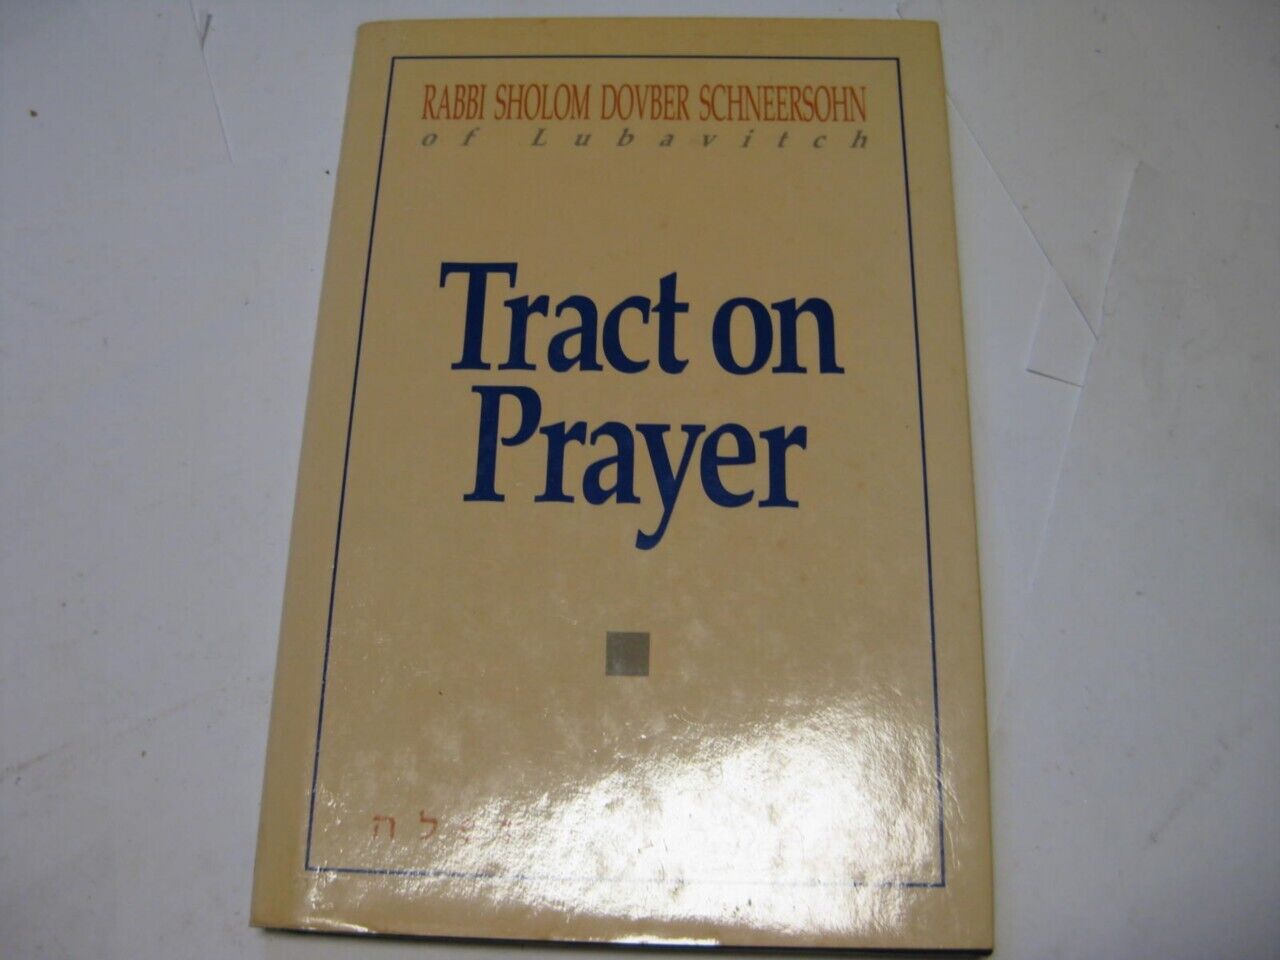 RABBI SHOLOM DOVBER SCHNEERSOHN
of Lubavitch
Tract on
Prayer